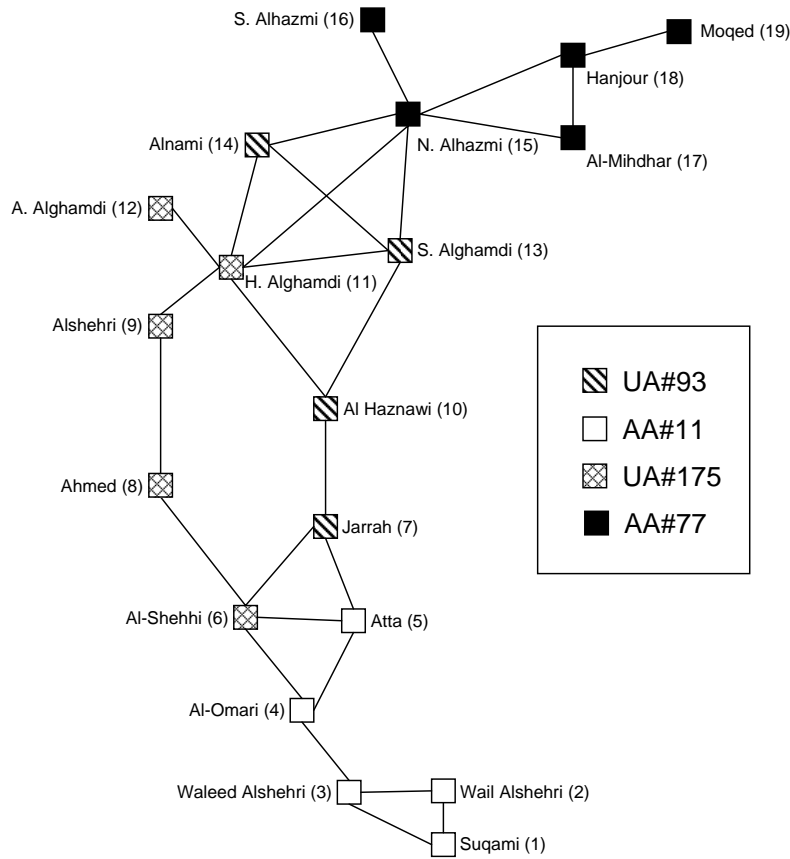 S. Alhazmi (16)
Moqed (19)
Hanjour (18)
Alnami (14)
N. Alhazmi (15)
Al-Mihdhar (17)
A. Alghamdi (12)
S. Alghamdi (13)
H. Alghamdi (11)
Alshehri (9)
UA#93
Al Haznawi (10)
AA#11
UA#175
AA#77
Ahmed (8)
Jarrah (7)
Al-Shehhi (6)
Atta (5)
Al-Omari (4)
Waleed Alshehri (3)
Wail Alshehri (2)
Suqami (1)